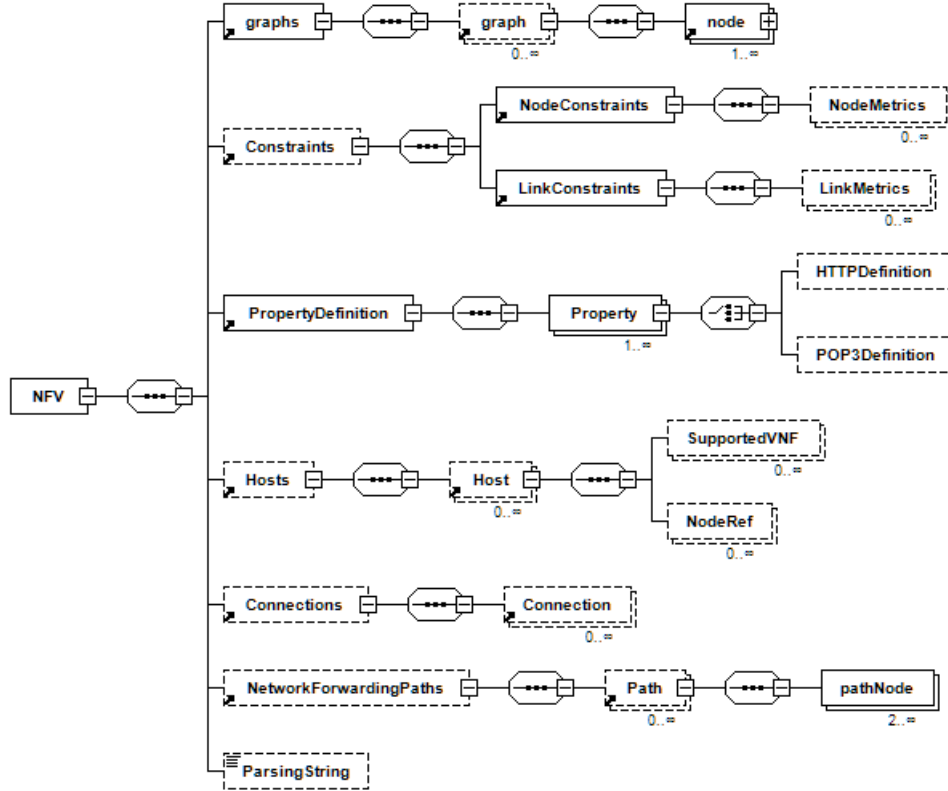 graphs
graph
0..∞
node
1..∞
NodeConstraints
NodeMetrics
0..∞
Constraints
LinkConstraints
LinkMetrics
0..∞
HTTPDefinition
PropertyDefinition
Property
1..∞
POP3Definition
NFV
SupportedVNF
0..∞
Hosts
Host
0..∞
NodeRef
0..∞
Connections
Connection
0..∞
NetworkForwardingPaths
Path
0..∞
pathNode
2..∞
ParsingString